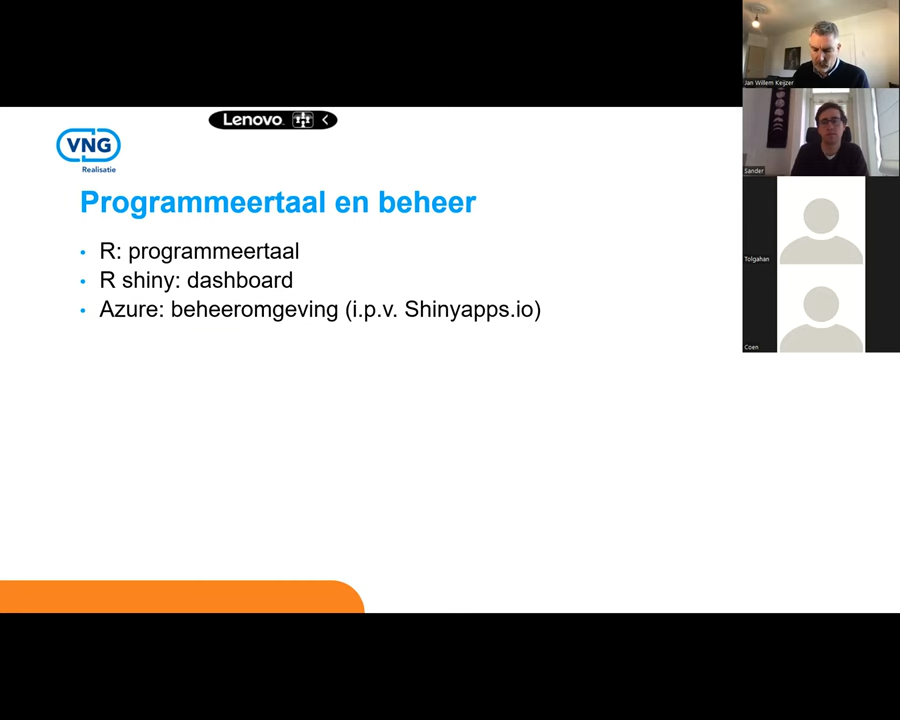 Lenovo
VNG
Realisatie
Programmeertaal en beheer
• R: programmeertaal
• R shiny: dashboard
• Azure: beheeromgeving (i.p.v. Shinyapps.io)
Jan Willem Keijzer
Sander
Tolgahan
Coen